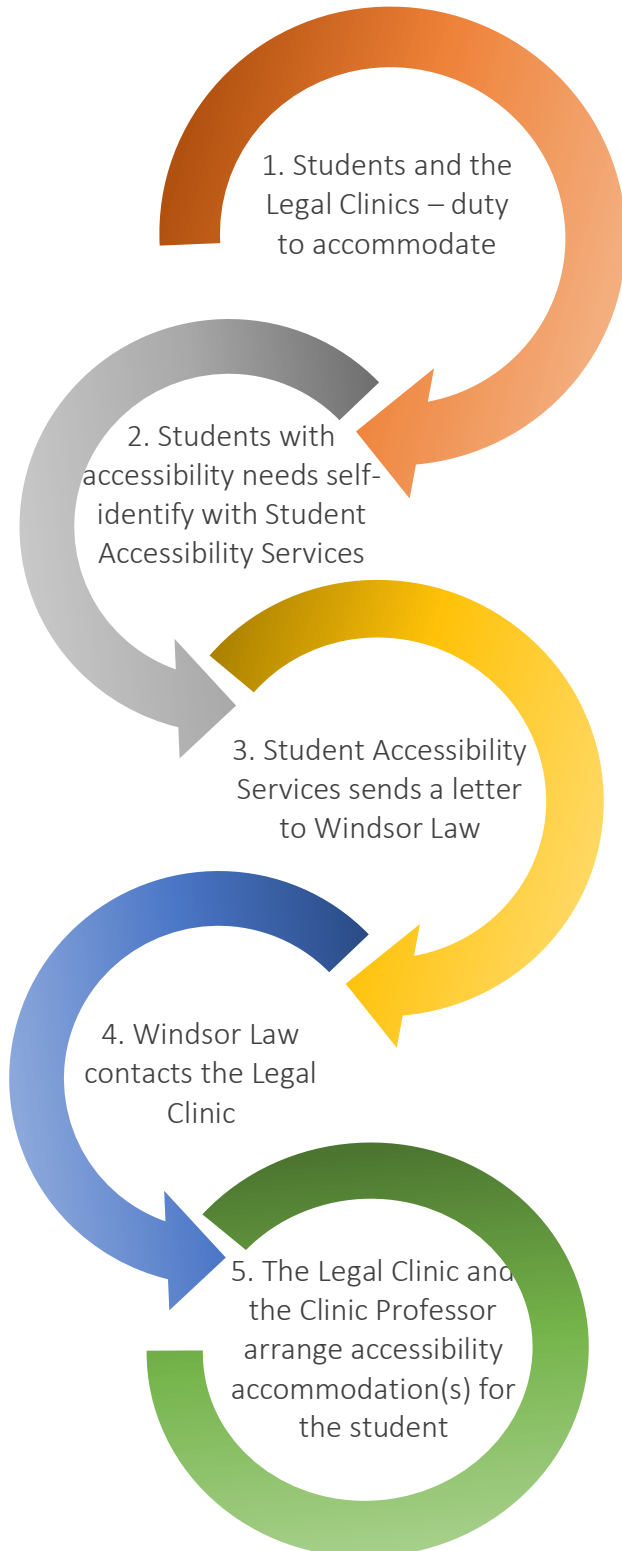 1. Students and the
Legal Clinics – duty
to accommodate
2. Students with
accessibility needs self-
identify with Student
Accessibility Services
3. Student Accessibility
Services sends a letter
to Windsor Law
4. Windsor Law
contacts the Legal
Clinic
5. The Legal Clinic and
the Clinic Professor
arrange accessibility
accommodation(s) for
the student